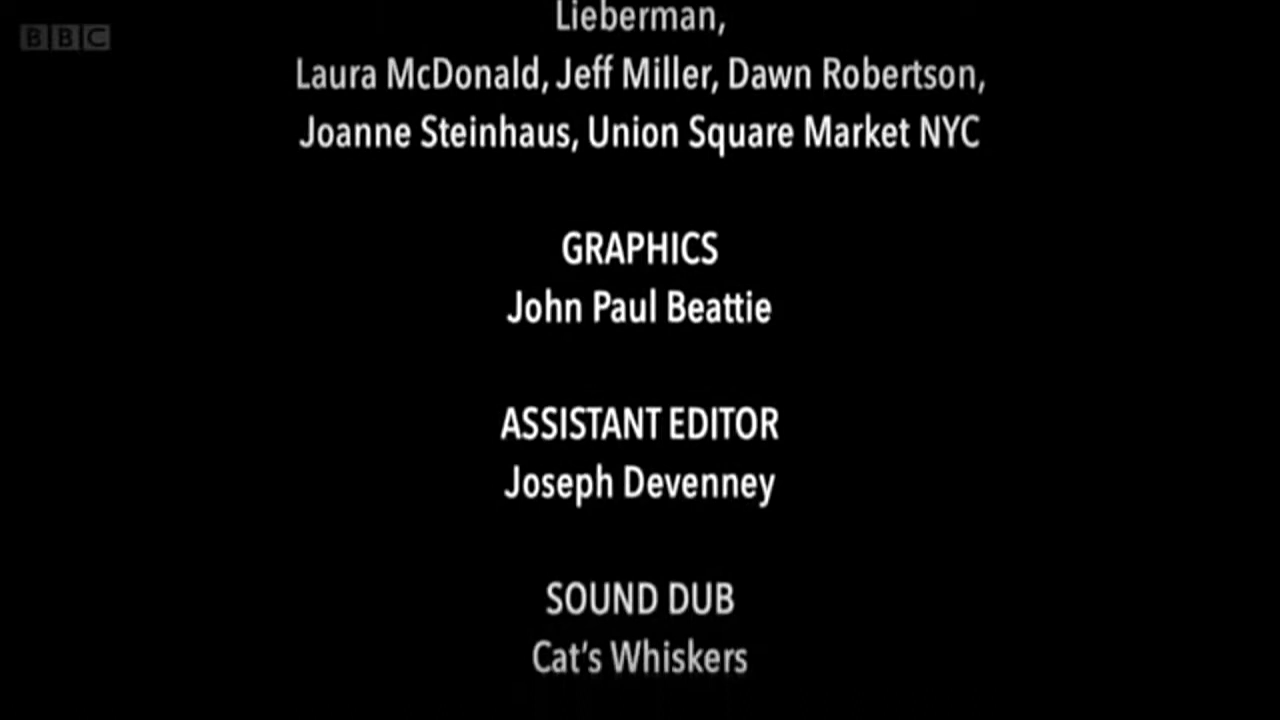 BBC
Lieberman,
Laura McDonald, Jeff Miller, Dawn Robertson,
Joanne Steinhaus, Union Square Market NYC
GRAPHICS
John Paul Beattie
ASSISTANT EDITOR
Joseph Devenney
SOUND DUB
Cat's Whiskers